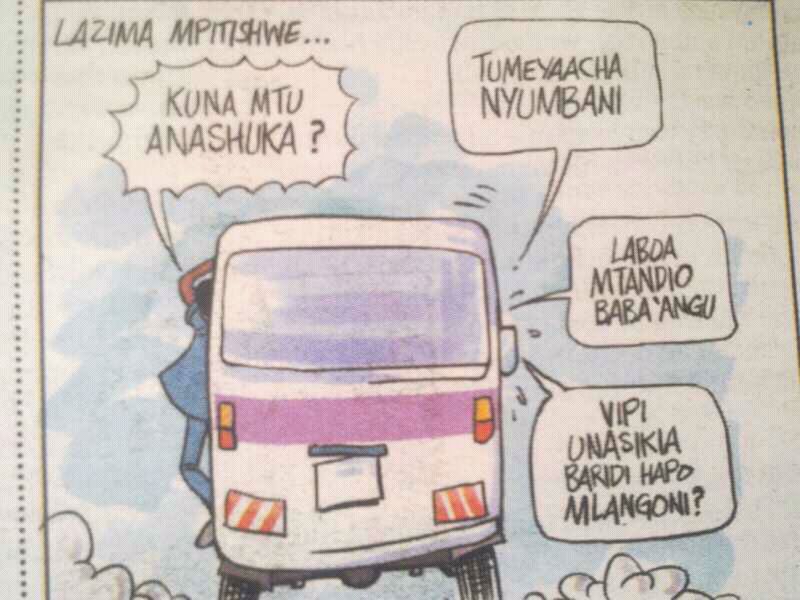 LAZIMA MPITISHWE...
KUNA MTU
ANASHUKA?
TUMEYAACHA
NYUMBANI
LABDA
MTANDIO
BABA'ANGU
VIPI
UNASIKIA
BARIDI HAPO
MLANGONI?